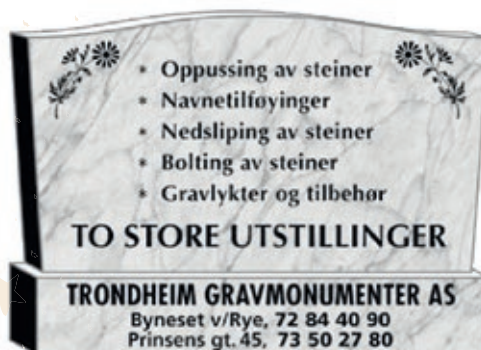 * Oppussing av steiner
* Navnetilføyinger
* Nedsliping av steiner
* Bolting av steiner
* Gravlykter og tilbehør
TO STORE UTSTILLINGER
TRONDHEIM GRAVMONUMENTER AS
Byneset v/Rye, 72 84 40 90
Prinsens gt. 45, 73 50 27 80